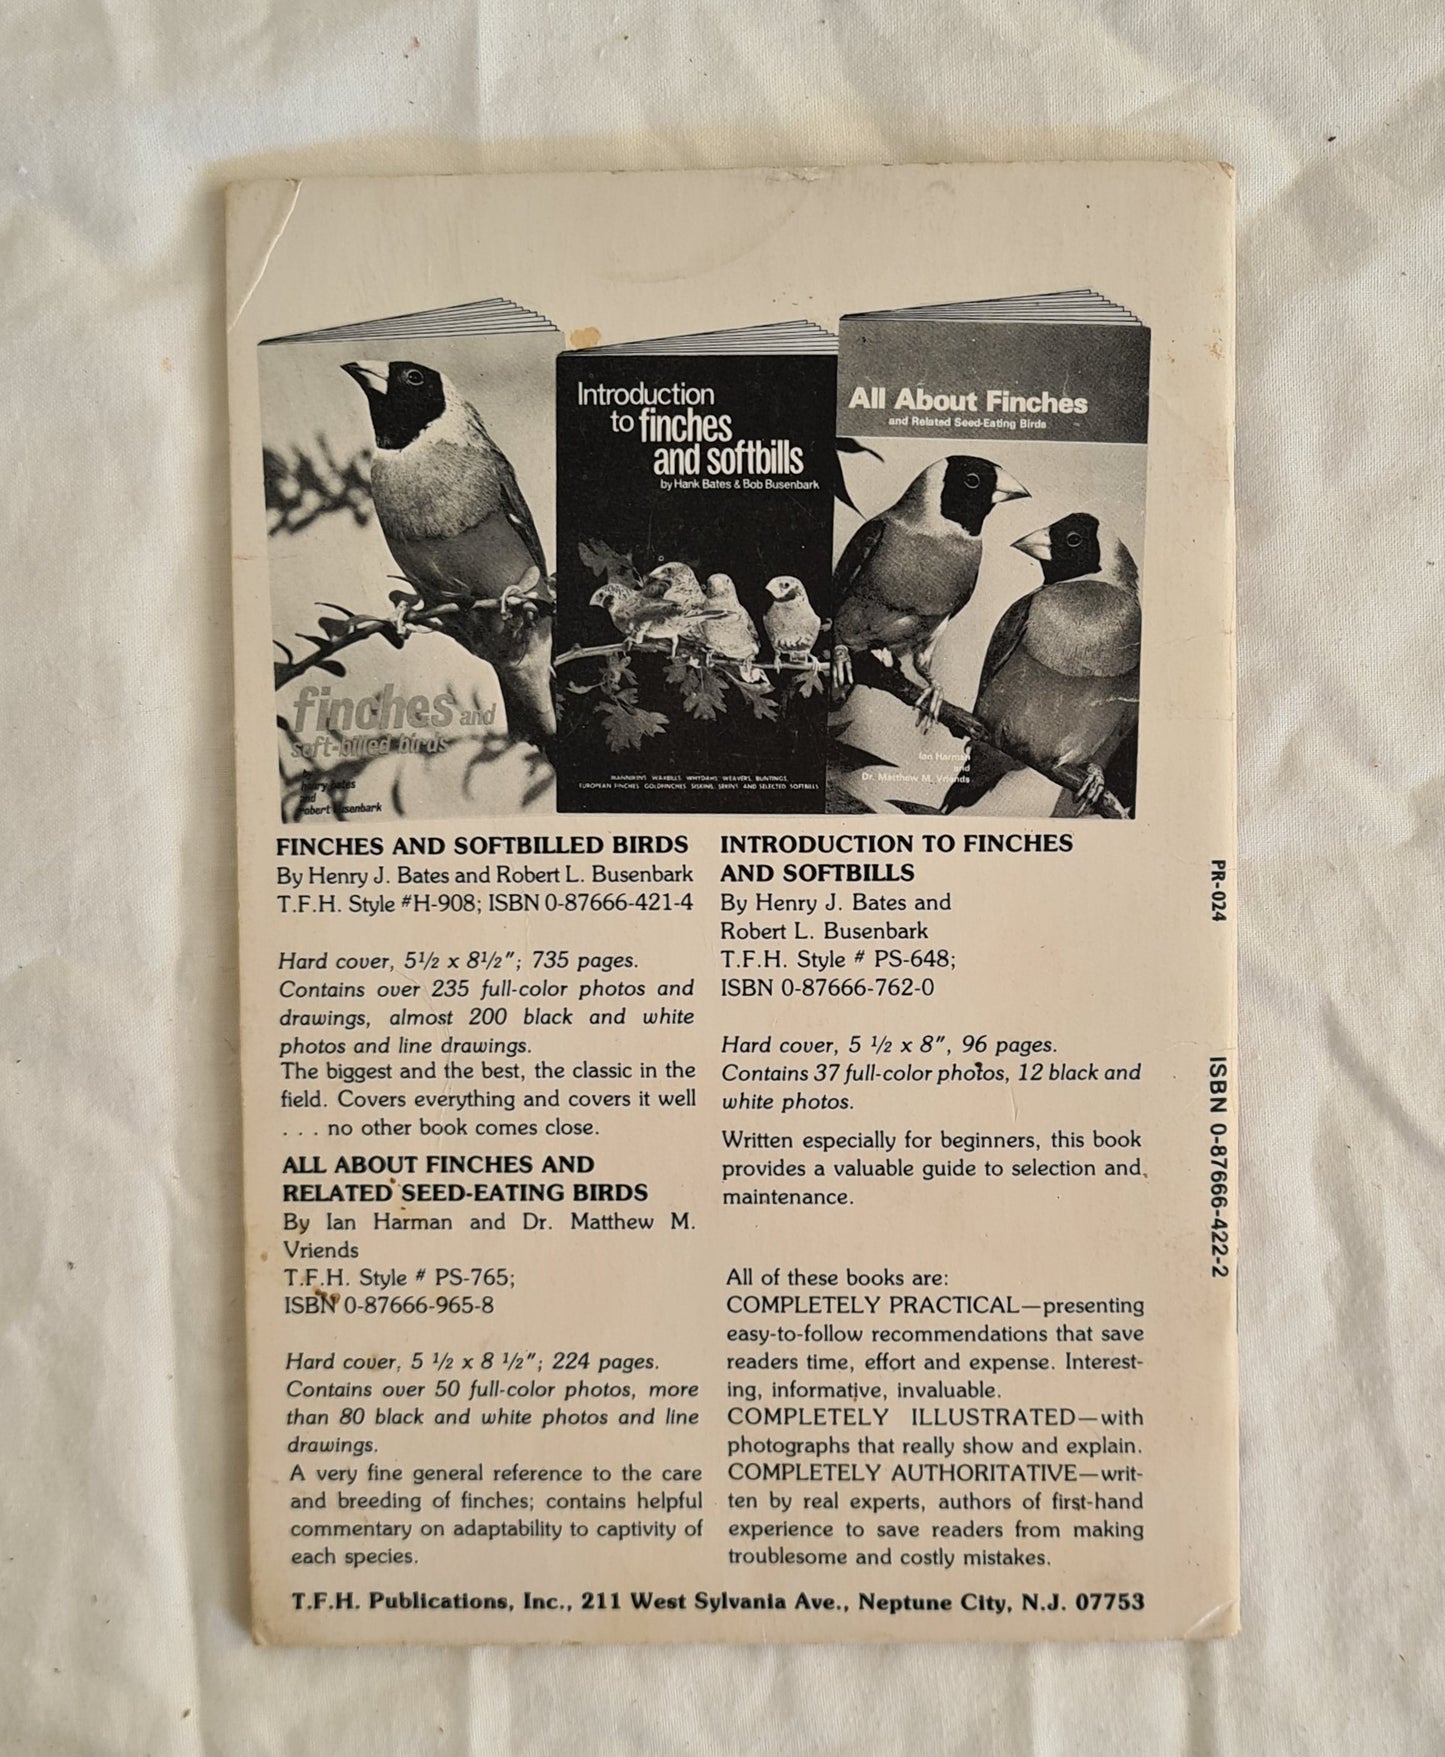 finches and
soft-billed birds
henry bates
and
robert busenbark
Introduction
to finches
and softbills
by Hank Bates & Bob Busenbark
MANNIKINS WAXBILLS WHYDAHS WEAVERS, BUNTINGS,
EUROPEAN FINCHES GOLDFINCHES SISKINS, SERINS AND SELECTED SOFTBILLS
All About Finches
and Related Seed-Eating Birds
Ian Harman
and
Dr. Matthew M. Vriends
FINCHES AND SOFTBILLED BIRDS
By Henry J. Bates and Robert L. Busenbark
T.F.H. Style #H-908; ISBN 0-87666-421-4
Hard cover, 5½ x 8½"; 735 pages.
Contains over 235 full-color photos and
drawings, almost 200 black and white
photos and line drawings.
The biggest and the best, the classic in the
field. Covers everything and covers it well
. . . no other book comes close.
ALL ABOUT FINCHES AND
RELATED SEED-EATING BIRDS
By Ian Harman and Dr. Matthew M.
Vriends
T.F.H. Style # PS-765;
ISBN 0-87666-965-8
Hard cover, 5 ½ x 8 ½"; 224 pages.
Contains over 50 full-color photos, more
than 80 black and white photos and line
drawings.
A very fine general reference to the care
and breeding of finches; contains helpful
commentary on adaptability to captivity of
each species.
INTRODUCTION TO FINCHES
AND SOFTBILLS
By Henry J. Bates and
Robert L. Busenbark
T.F.H. Style # PS-648;
ISBN 0-87666-762-0
Hard cover, 5 ½ x 8", 96 pages.
Contains 37 full-color photos, 12 black and
white photos.
Written especially for beginners, this book
provides a valuable guide to selection and
maintenance.
All of these books are:
COMPLETELY PRACTICAL—presenting
easy-to-follow recommendations that save
readers time, effort and expense. Interest-
ing, informative, invaluable.
COMPLETELY ILLUSTRATED—with
photographs that really show and explain.
COMPLETELY AUTHORITATIVE—writ-
ten by real experts, authors of first-hand
experience to save readers from making
troublesome and costly mistakes.
T.F.H. Publications, Inc., 211 West Sylvania Ave., Neptune City, N.J. 07753
PR-024
ISBN 0-87666-422-2